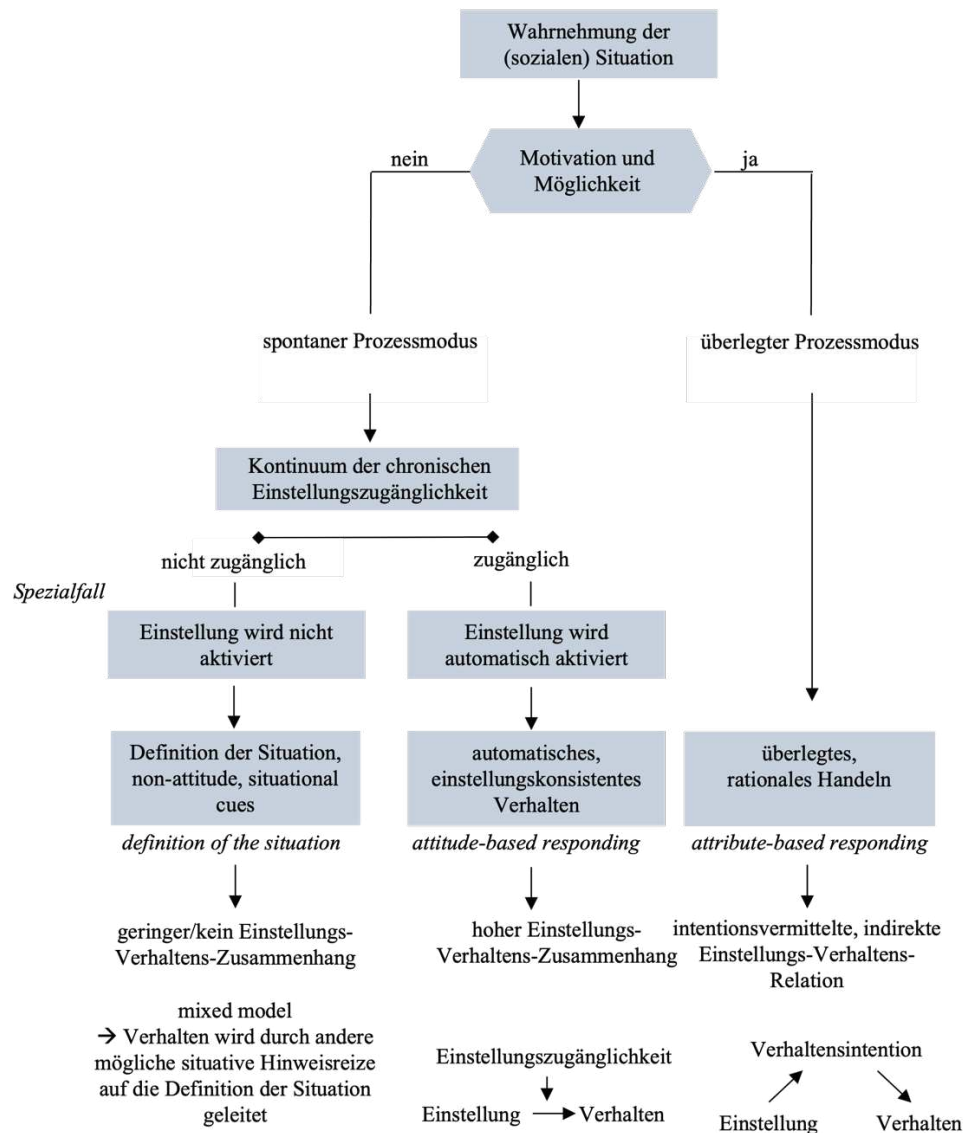 Wahrnehmung der
(sozialen) Situation
nein
Motivation und
Möglichkeit
ja
spontaner Prozessmodus
überlegter Prozessmodus
Kontinuum der chronischen
Einstellungszugänglichkeit
nicht zugänglich
zugänglich
Spezialfall
Einstellung wird nicht
aktiviert
Einstellung wird
automatisch aktiviert
Definition der Situation,
non-attitude, situational
cues
automatisches,
einstellungskonsistentes
Verhalten
überlegtes,
rationales Handeln
definition of the situation
attitude-based responding
attribute-based responding
geringer/kein Einstellungs-
Verhaltens-Zusammenhang
hoher Einstellungs-
Verhaltens-Zusammenhang
intentionsvermittelte, indirekte
Einstellungs-Verhaltens-
Relation
mixed model
→ Verhalten wird durch andere
mögliche situative Hinweisreize
auf die Definition der Situation
geleitet
Einstellungszugänglichkeit
Einstellung → Verhalten
Verhaltensintention
Einstellung
Verhalten